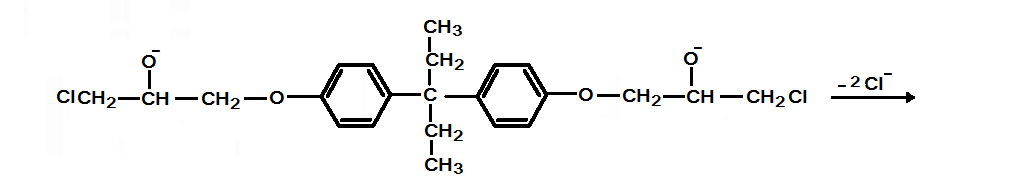 CH₃
O⁻ CH₂ O⁻
ClCH₂—CH—CH₂—O C O—CH₂—CH—CH₂Cl - 2 Cl⁻
CH₂
CH₃